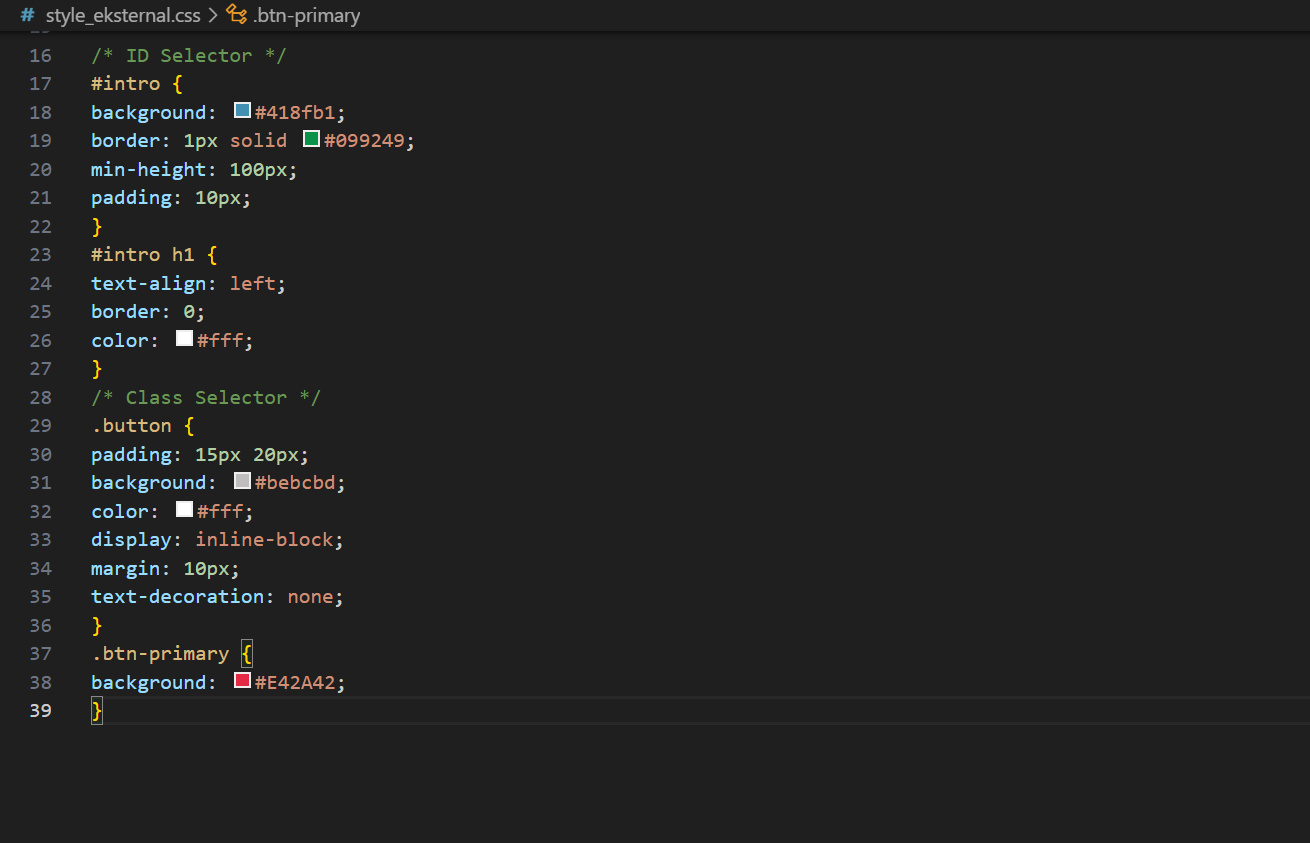 # style_eksternal.css > .btn-primary
16 /* ID Selector */
17 #intro {
18 background: #418fb1;
19 border: 1px solid #099249;
20 min-height: 100px;
21 padding: 10px;
22 }
23 #intro h1 {
24 text-align: left;
25 border: 0;
26 color: #fff;
27 }
28 /* Class Selector */
29 .button {
30 padding: 15px 20px;
31 background: #bebcbd;
32 color: #fff;
33 display: inline-block;
34 margin: 10px;
35 text-decoration: none;
36 }
37 .btn-primary {
38 background: #E42A42;
39 }